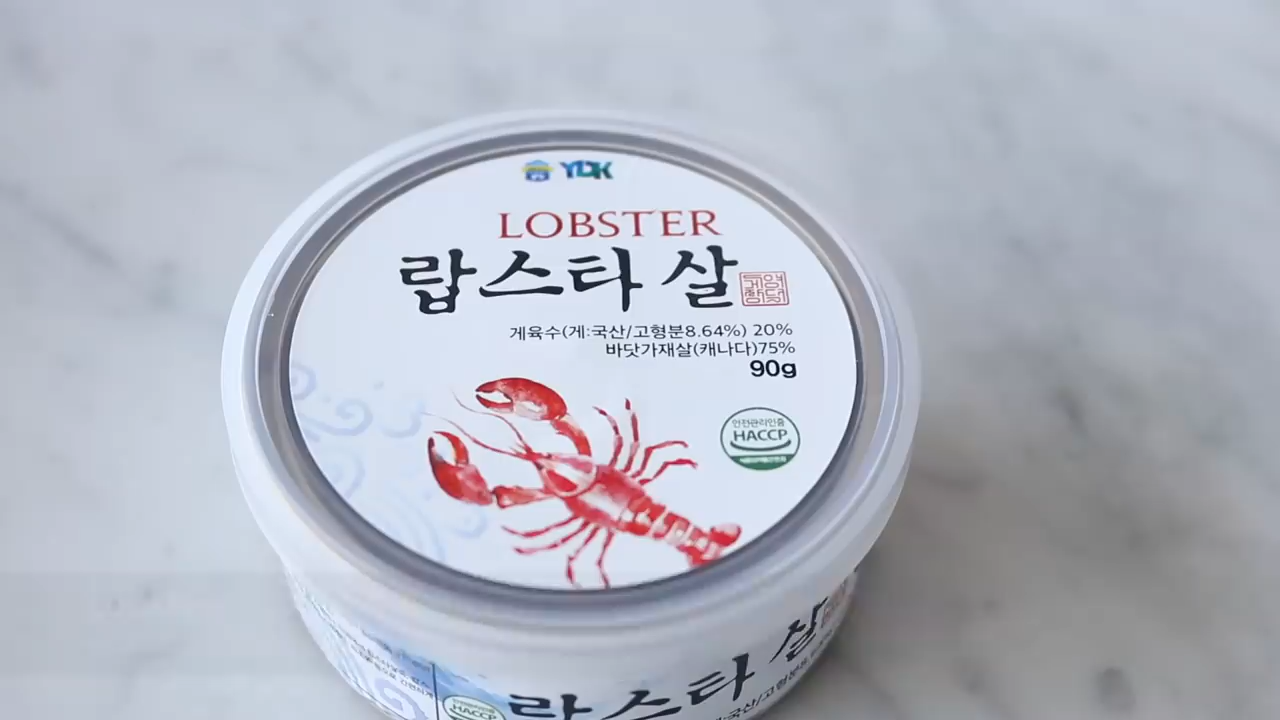 YDK
LOBSTER
랍스타 살
게육수(게:국산/고형분8.64%) 20%
바닷가재살(캐나다)75%
90g
안전관리인증
HACCP
랍스타 살
HACCP